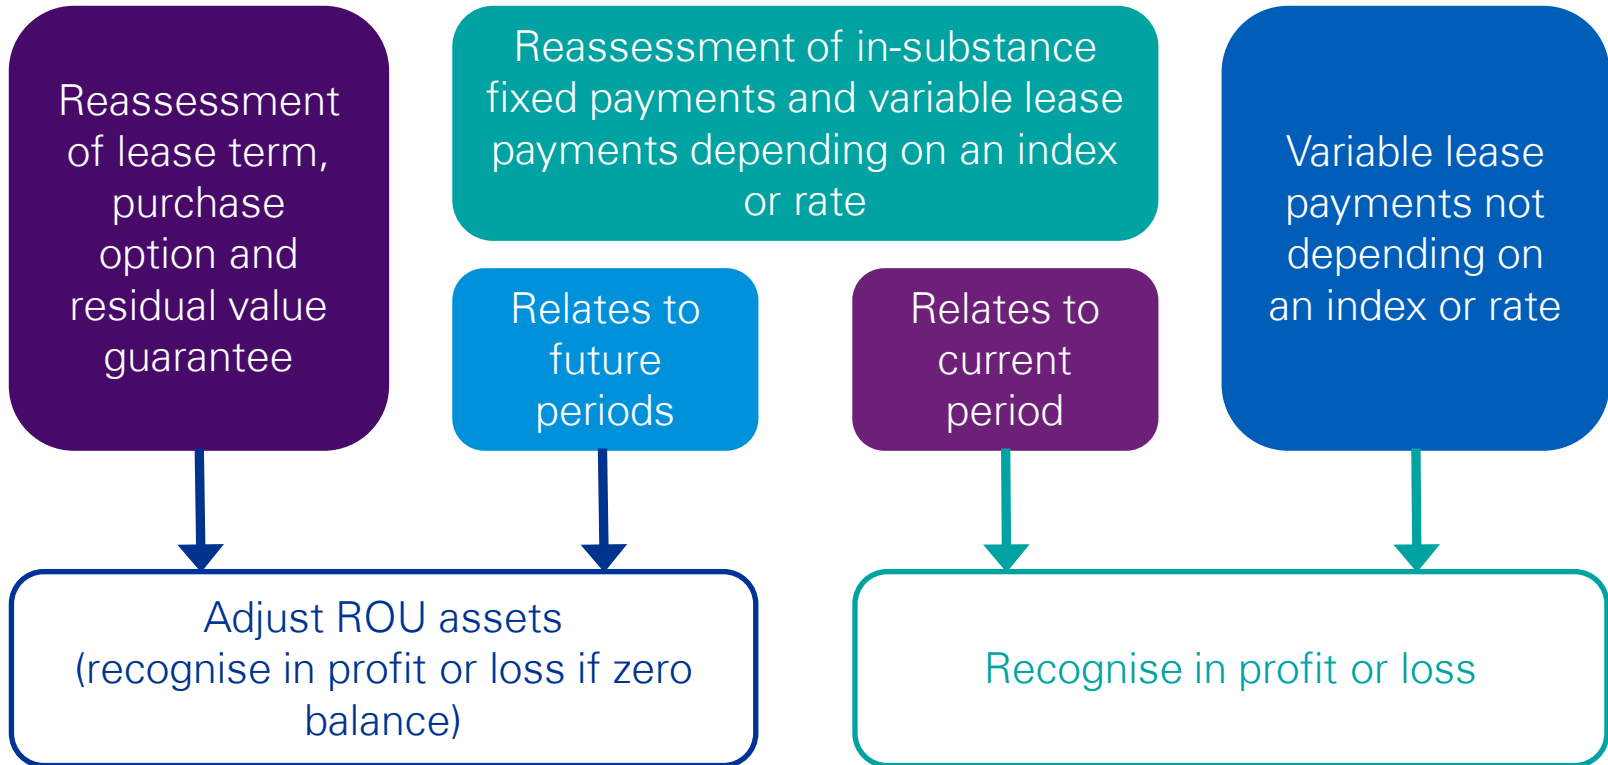 Reassessment
of lease term,
purchase
option and
residual value
guarantee
Reassessment of in-substance
fixed payments and variable lease
payments depending on an index
or rate
Relates to
future
periods
Relates to
current
period
Variable lease
payments not
depending on
an index or rate
Adjust ROU assets
(recognise in profit or loss if zero
balance)
Recognise in profit or loss